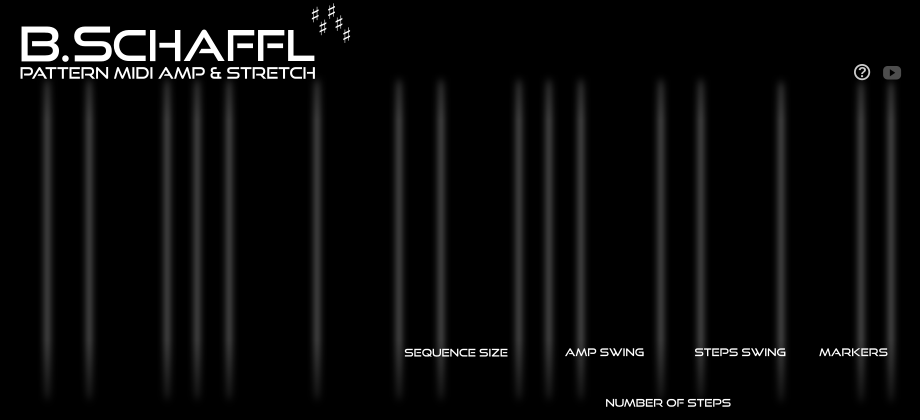 B.SCHAFFL
PATTERN MIDI AMP & STRETCH
?
SEQUENCE SIZE
AMP SWING
STEPS SWING
MARKERS
NUMBER OF STEPS